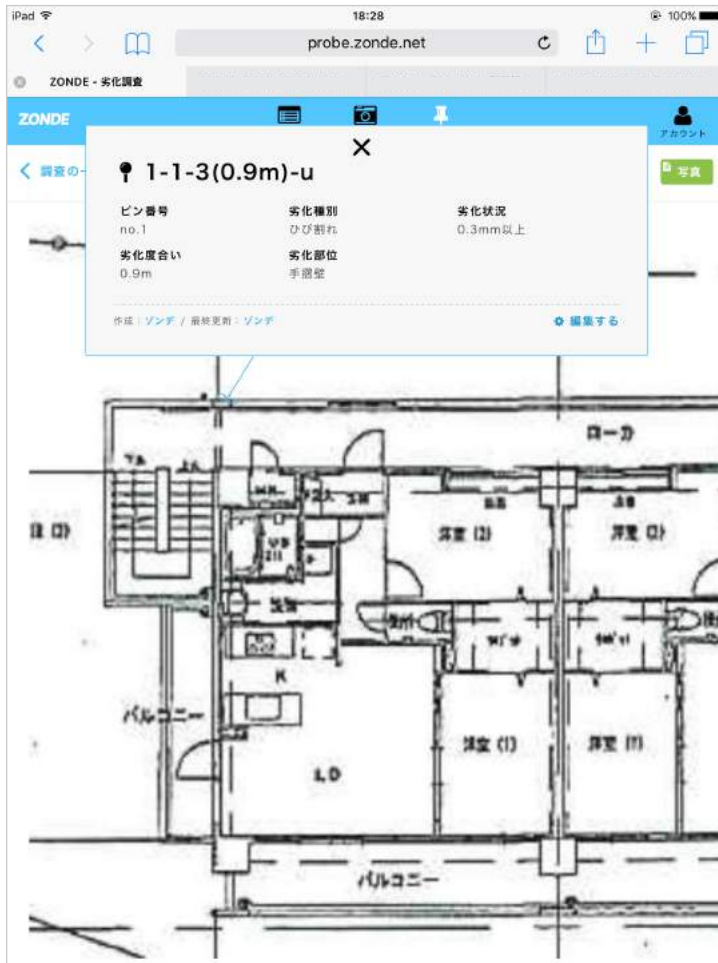 iPad 18:28 100%
probe.zonde.net
ZONDE - 劣化調査
ZONDE
アカウント
調査の
写真
1-1-3(0.9m)-u
ピン番号 劣化種別 劣化状況
no.1 ひび割れ 0.3mm以上
劣化度合い 劣化部位
0.9m 手摺壁
作成：ゾンデ / 最終更新：ゾンデ
編集する
ローカ
洋室 (2)
洋室
K
バルコニー
洋室 (1)
洋室 (1)
LD
バルコニー